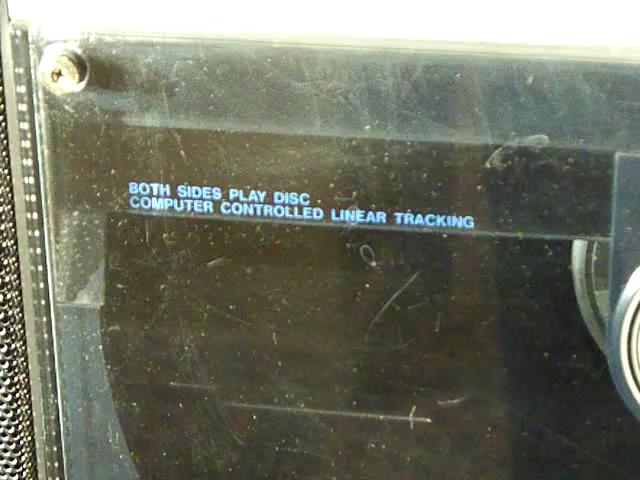 BOTH SIDES PLAY DISC
COMPUTER CONTROLLED LINEAR TRACKING